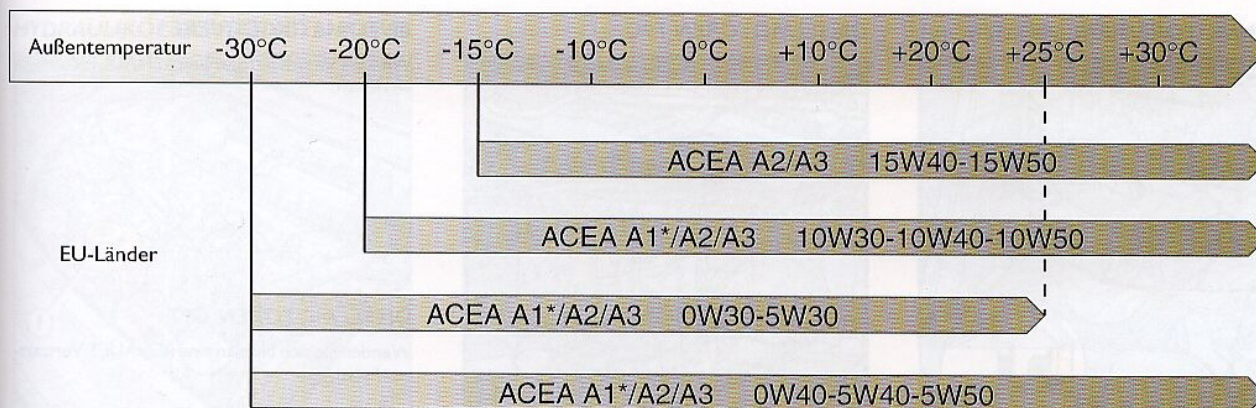 Außentemperatur -30°C -20°C -15°C -10°C 0°C +10°C +20°C +25°C +30°C
ACEA A2/A3 15W40-15W50
ACEA A1*/A2/A3 10W30-10W40-10W50
EU-Länder
ACEA A1*/A2/A3 0W30-5W30
ACEA A1*/A2/A3 0W40-5W40-5W50